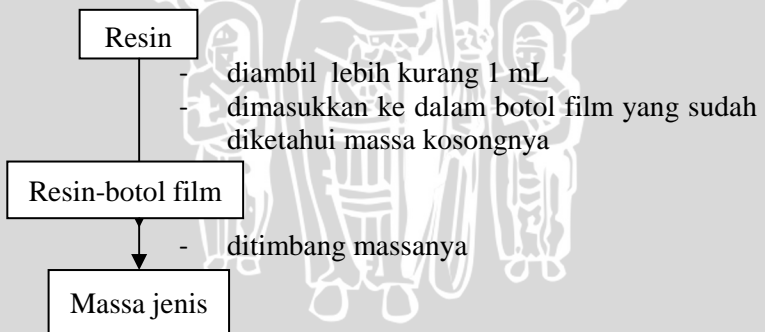 Resin
- diambil lebih kurang 1 mL
- dimasukkan ke dalam botol film yang sudah
diketahui massa kosongnya
Resin-botol film
- ditimbang massanya
Massa jenis